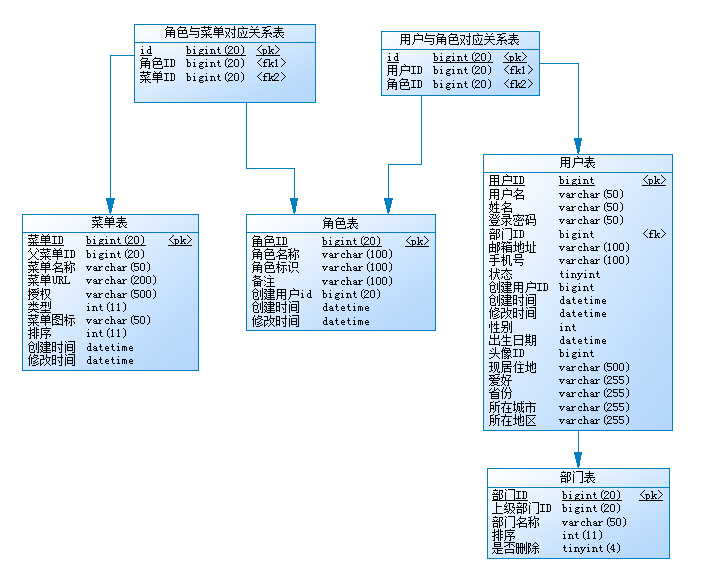 角色与菜单对应关系表
id bigint(20) <pk>
角色ID bigint(20) <fk1>
菜单ID bigint(20) <fk2>
用户与角色对应关系表
id bigint(20) <pk>
用户ID bigint(20) <fk1>
角色ID bigint(20) <fk2>
菜单表
菜单ID bigint(20) <pk>
父菜单ID bigint(20)
菜单名称 varchar(50)
菜单URL varchar(200)
授权 varchar(500)
类型 int(11)
菜单图标 varchar(50)
排序 int(11)
创建时间 datetime
修改时间 datetime
角色表
角色ID bigint(20) <pk>
角色名称 varchar(100)
角色标识 varchar(100)
备注 varchar(100)
创建用户id bigint(20)
创建时间 datetime
修改时间 datetime
用户表
用户ID bigint <pk>
用户名 varchar(50)
姓名 varchar(50)
登录密码 varchar(50)
部门ID bigint <fk>
邮箱地址 varchar(100)
手机号 varchar(100)
状态 tinyint
创建用户ID bigint
创建时间 datetime
修改时间 datetime
性别 int
出生日期 datetime
头像ID bigint
现居住地 varchar(500)
爱好 varchar(255)
省份 varchar(255)
所在城市 varchar(255)
所在地区 varchar(255)
部门表
部门ID bigint(20) <pk>
上级部门ID bigint(20)
部门名称 varchar(50)
排序 int(11)
是否删除 tinyint(4)